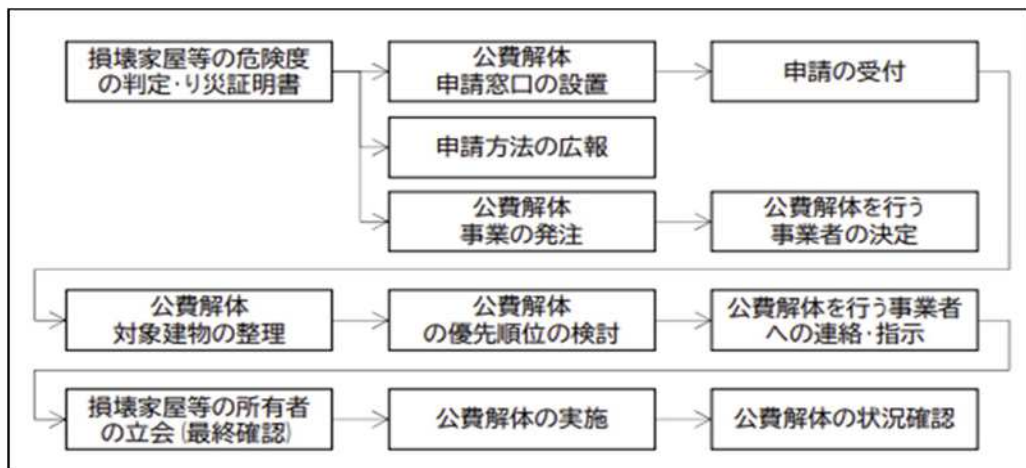 損壊家屋等の危険度
の判定･り災証明書
公費解体
申請窓口の設置
申請の受付
申請方法の広報
公費解体
事業の発注
公費解体を行う
事業者の決定
公費解体
対象建物の整理
公費解体
の優先順位の検討
公費解体を行う事業者
への連絡･指示
損壊家屋等の所有者
の立会(最終確認)
公費解体の実施
公費解体の状況確認